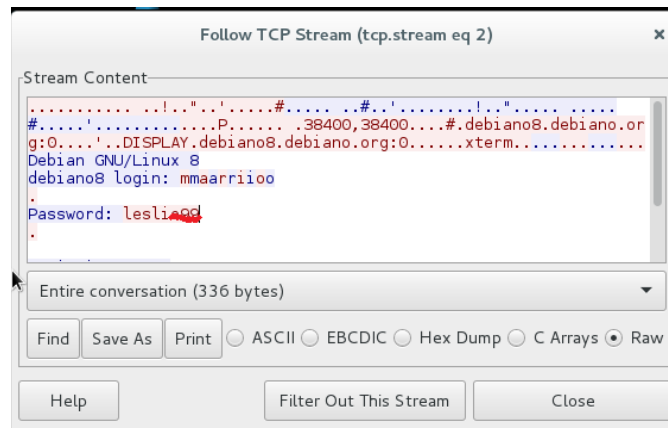 Follow TCP Stream (tcp.stream eq 2)
Stream Content
........... ..!.."..'.....#..... ..#..'........!.."..... .....
#.....'.............P...... .38400,38400....#.debiano8.debiano.or
g:0....'..DISPLAY.debiano8.debiano.org:0......xterm..............
Debian GNU/Linux 8
debiano8 login: mmaarriioo
.
Password:
.
Entire conversation (336 bytes)
Find Save As Print ASCII EBCDIC Hex Dump C Arrays Raw
Help Filter Out This Stream Close